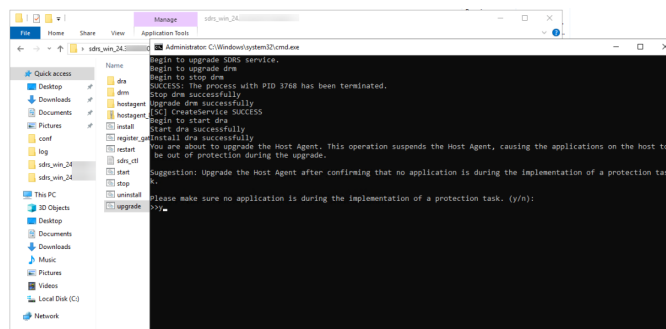 Manage
sdrs_win_24.
File
Home
Share
View
Application Tools
sdrs_win_24.
Administrator: C:\Windows\system32\cmd.exe
Name
Quick access
Desktop
Downloads
Documents
Pictures
conf
log
sdrs_win_24
sdrs_win_24
This PC
3D Objects
Desktop
Documents
Downloads
Music
Pictures
Videos
Local Disk (C:)
Network
dra
drm
hostagent
hostagent_
install
register_gat
restart
sdrs_ctl
start
stop
uninstall
upgrade
Begin to upgrade SDRS service.
Begin to upgrade drm
Begin to stop drm
SUCCESS: The process with PID 3768 has been terminated.
Stop drm successfully
Upgrade drm successfully
[SC] CreateService SUCCESS
Begin to start dra
Start dra successfully
Install dra successfully
You are about to upgrade the Host Agent. This operation suspends the Host Agent, causing the applications on the host to
be out of protection during the upgrade.
Suggestion: Upgrade the Host Agent after confirming that no application is during the implementation of a protection tas
k.
Please make sure no application is during the implementation of a protection task. (y/n):
>>y